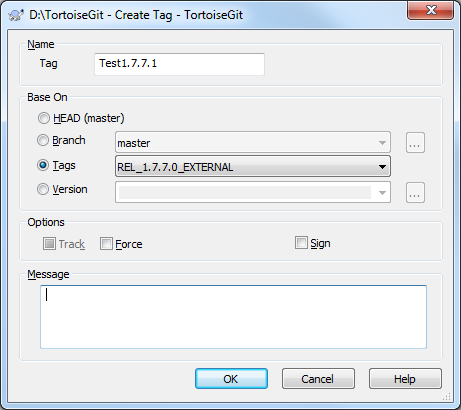 D:\TortoiseGit - Create Tag - TortoiseGit
Name
Tag Test1.7.7.1
Base On
HEAD (master)
Branch master ...
Tags REL_1.7.7.0_EXTERNAL
Version ...
Options
Track Force Sign
Message
OK Cancel Help